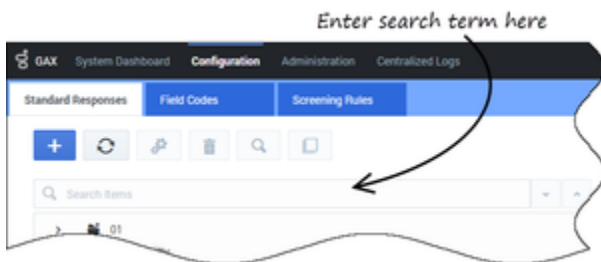 Enter search term here
GAX System Dashboard Configuration Administration Centralized Logs
Standard Responses Field Codes Screening Rules
Search Items
01